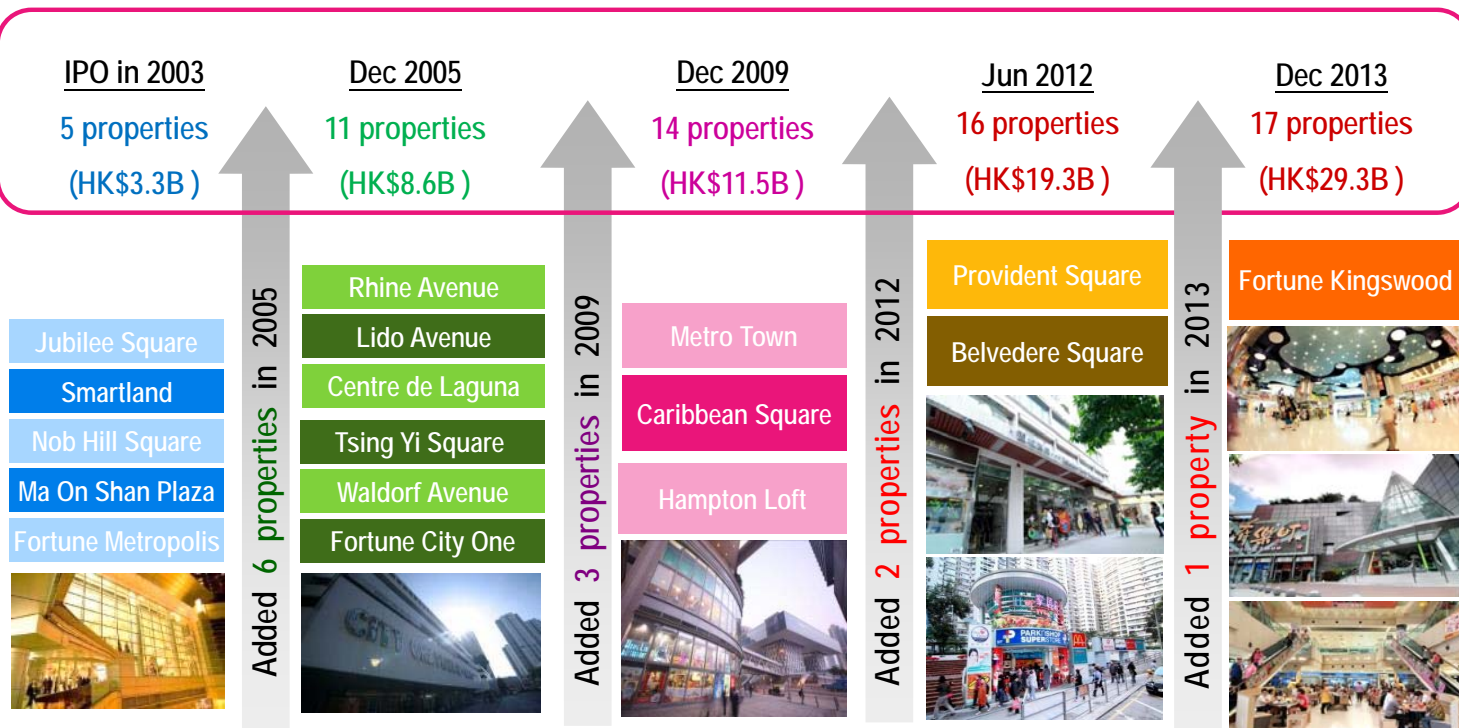 IPO in 2003
5 properties
(HK$3.3B )
Dec 2005
11 properties
(HK$8.6B )
Dec 2009
14 properties
(HK$11.5B )
Jun 2012
16 properties
(HK$19.3B )
Dec 2013
17 properties
(HK$29.3B )
Jubilee Square
Smartland
Nob Hill Square
Ma On Shan Plaza
Fortune Metropolis
Added 6 properties in 2005
Rhine Avenue
Lido Avenue
Centre de Laguna
Tsing Yi Square
Waldorf Avenue
Fortune City One
Added 3 properties in 2009
Metro Town
Caribbean Square
Hampton Loft
Added 2 properties in 2012
Provident Square
Belvedere Square
PARKnSHOP
SUPERSTORE
Added 1 property in 2013
Fortune Kingswood